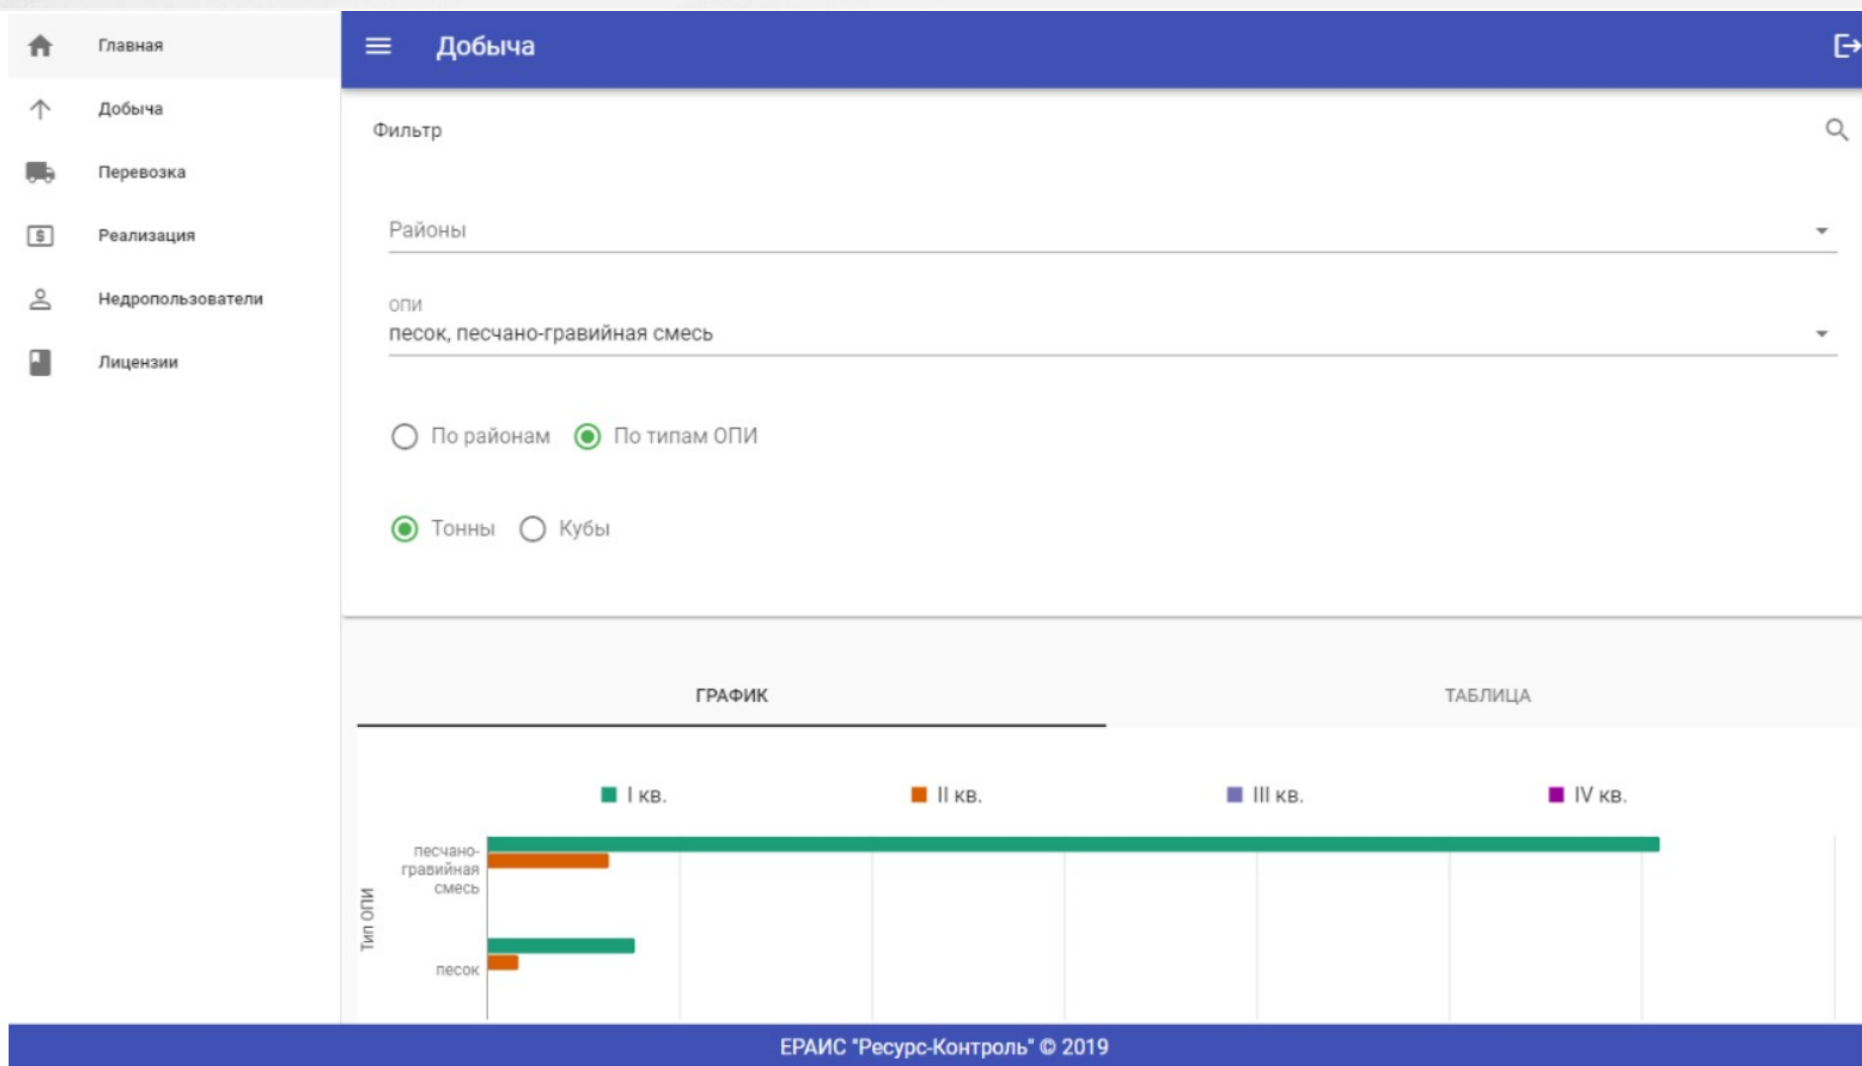 Главная
Добыча
Перевозка
Реализация
Недропользователи
Лицензии
Добыча
Фильтр
Районы
ОПИ
песок, песчано-гравийная смесь
По районам По типам ОПИ
Тонны Кубы
ГРАФИК ТАБЛИЦА
I кв. II кв. III кв. IV кв.
Тип ОПИ
песчано-
гравийная
смесь
песок
ЕРАИС "Ресурс-Контроль" © 2019